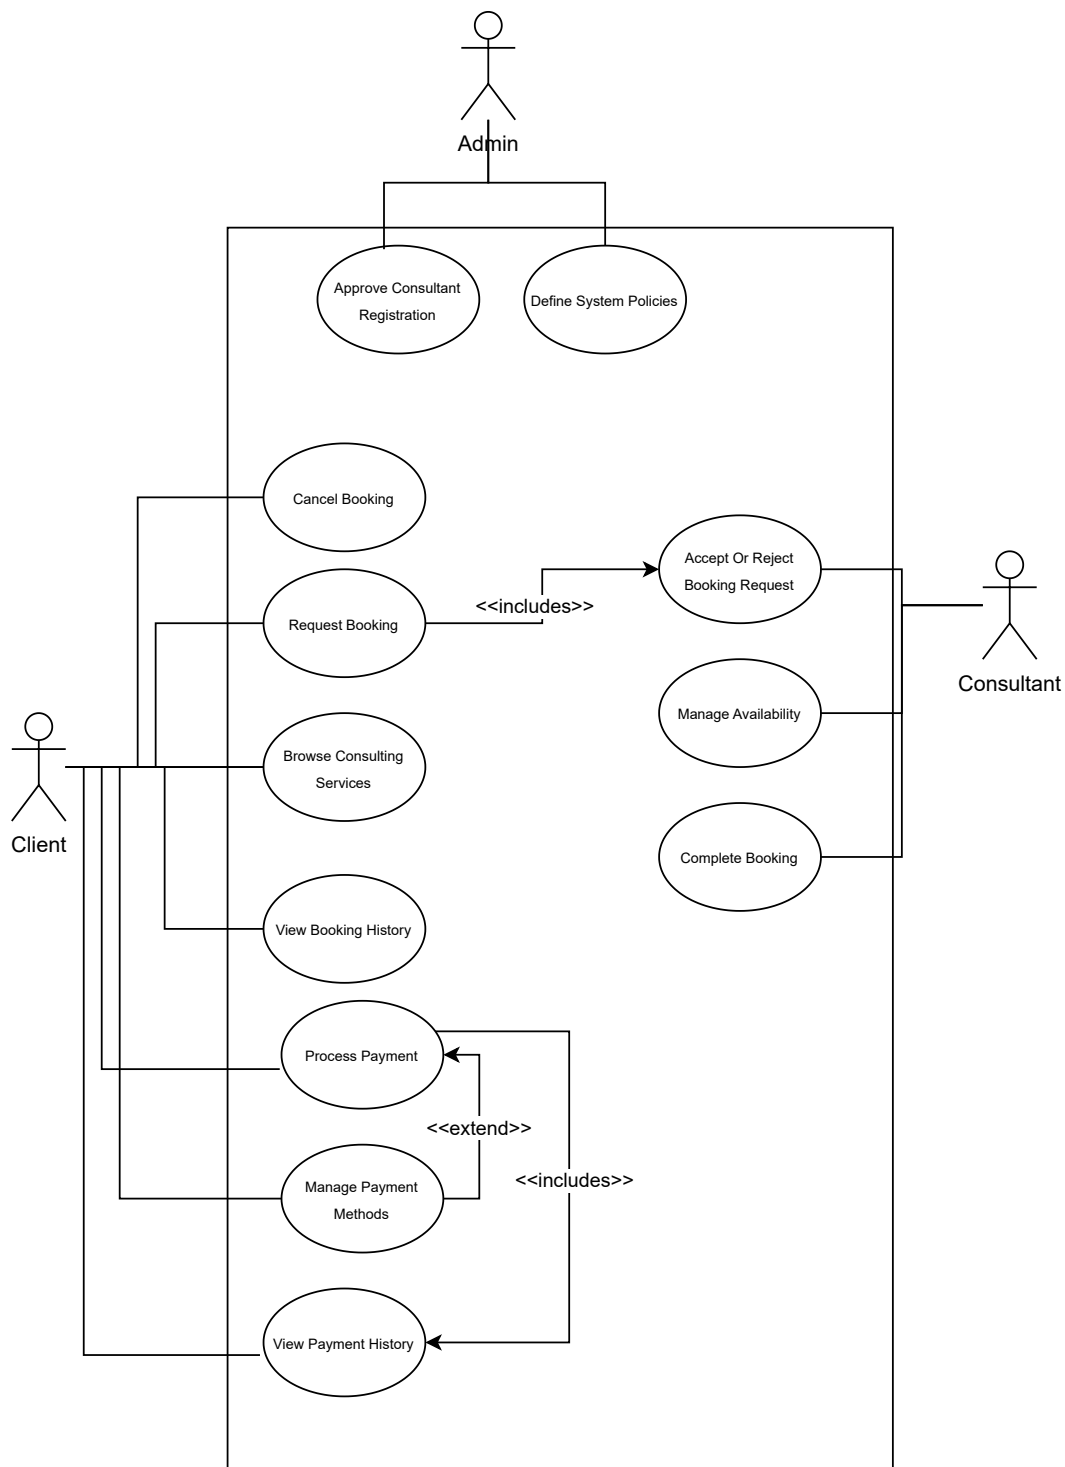 Admin
Approve Consultant
Registration
Define System Policies
Cancel Booking
Accept Or Reject
Booking Request
<<includes>>
Request Booking
Consultant
Manage Availability
Browse Consulting
Services
Client
Complete Booking
View Booking History
Process Payment
<<extend>>
<<includes>>
Manage Payment
Methods
View Payment History